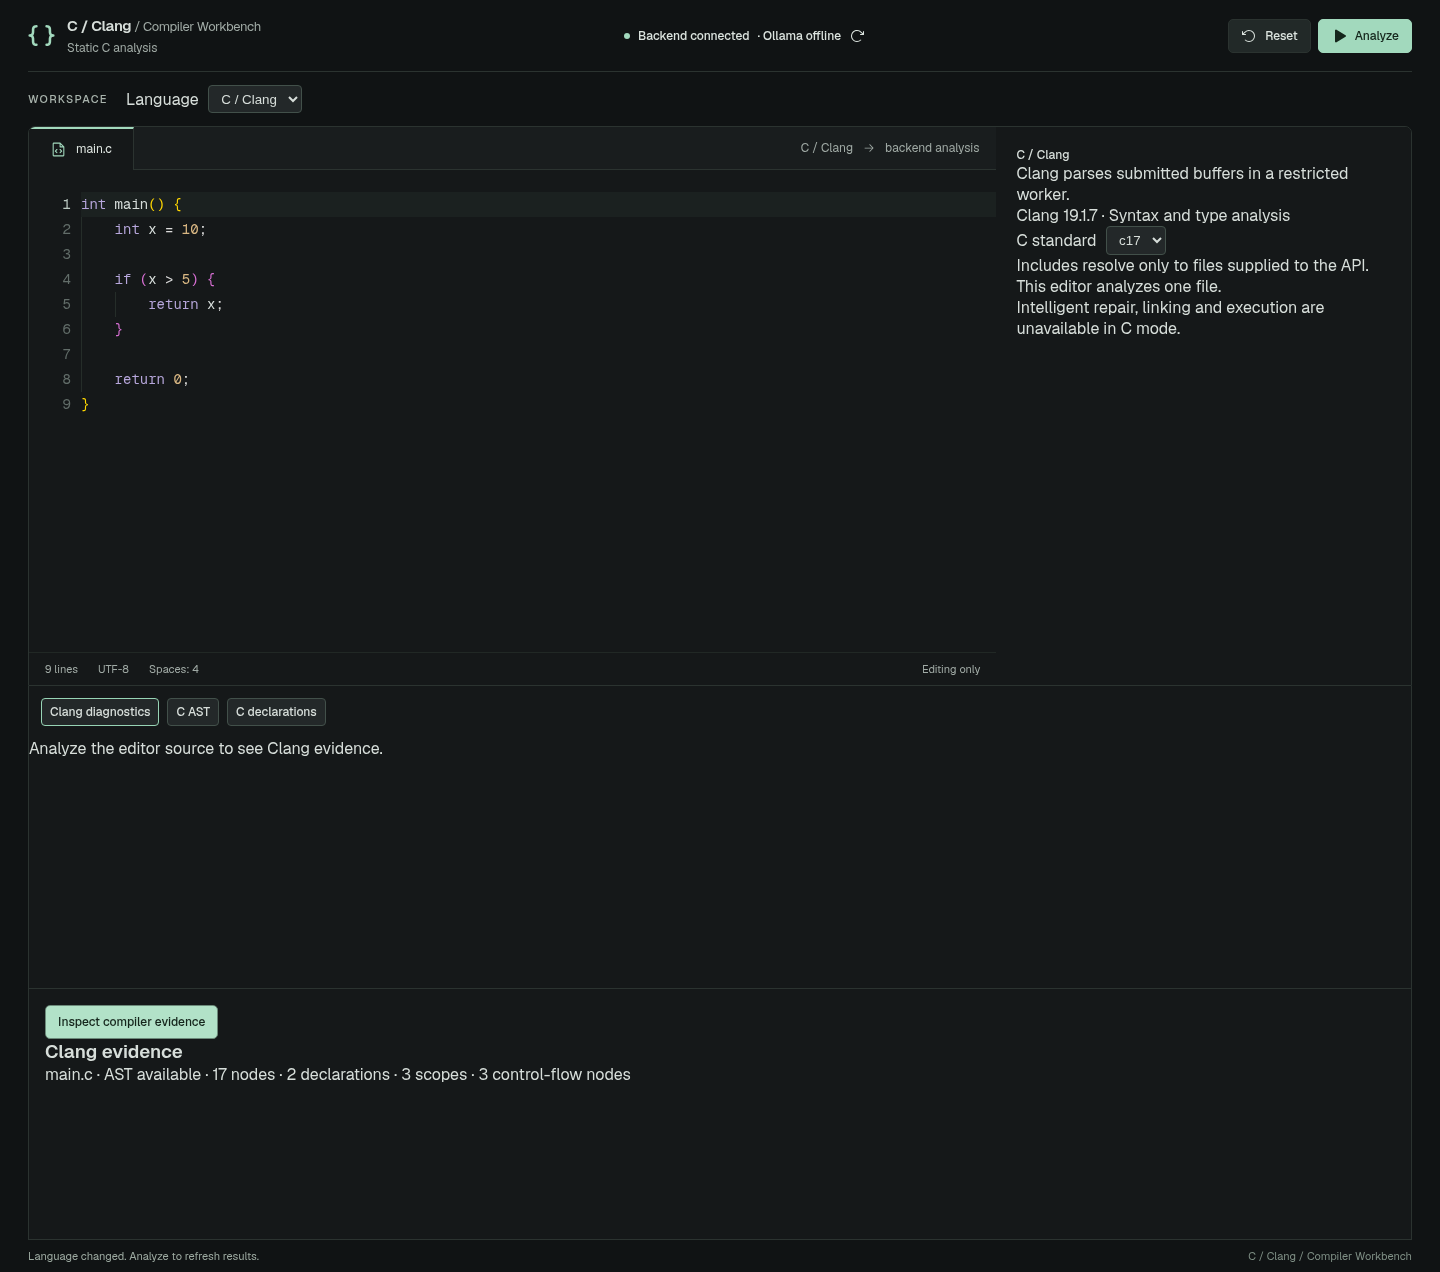 C / Clang / Compiler Workbench
Static C analysis
Backend connected · Ollama offline
Reset
Analyze
WORKSPACE
Language
C / Clang
main.c
C / Clang → backend analysis
1 int main() {
2     int x = 10;
3
4     if (x > 5) {
5         return x;
6     }
7
8     return 0;
9 }
9 lines
UTF-8
Spaces: 4
Editing only
C / Clang
Clang parses submitted buffers in a restricted
worker.
Clang 19.1.7 · Syntax and type analysis
C standard c17
Includes resolve only to files supplied to the API.
This editor analyzes one file.
Intelligent repair, linking and execution are
unavailable in C mode.
Clang diagnostics
C AST
C declarations
Analyze the editor source to see Clang evidence.
Inspect compiler evidence
Clang evidence
main.c · AST available · 17 nodes · 2 declarations · 3 scopes · 3 control-flow nodes
Language changed. Analyze to refresh results.
C / Clang / Compiler Workbench